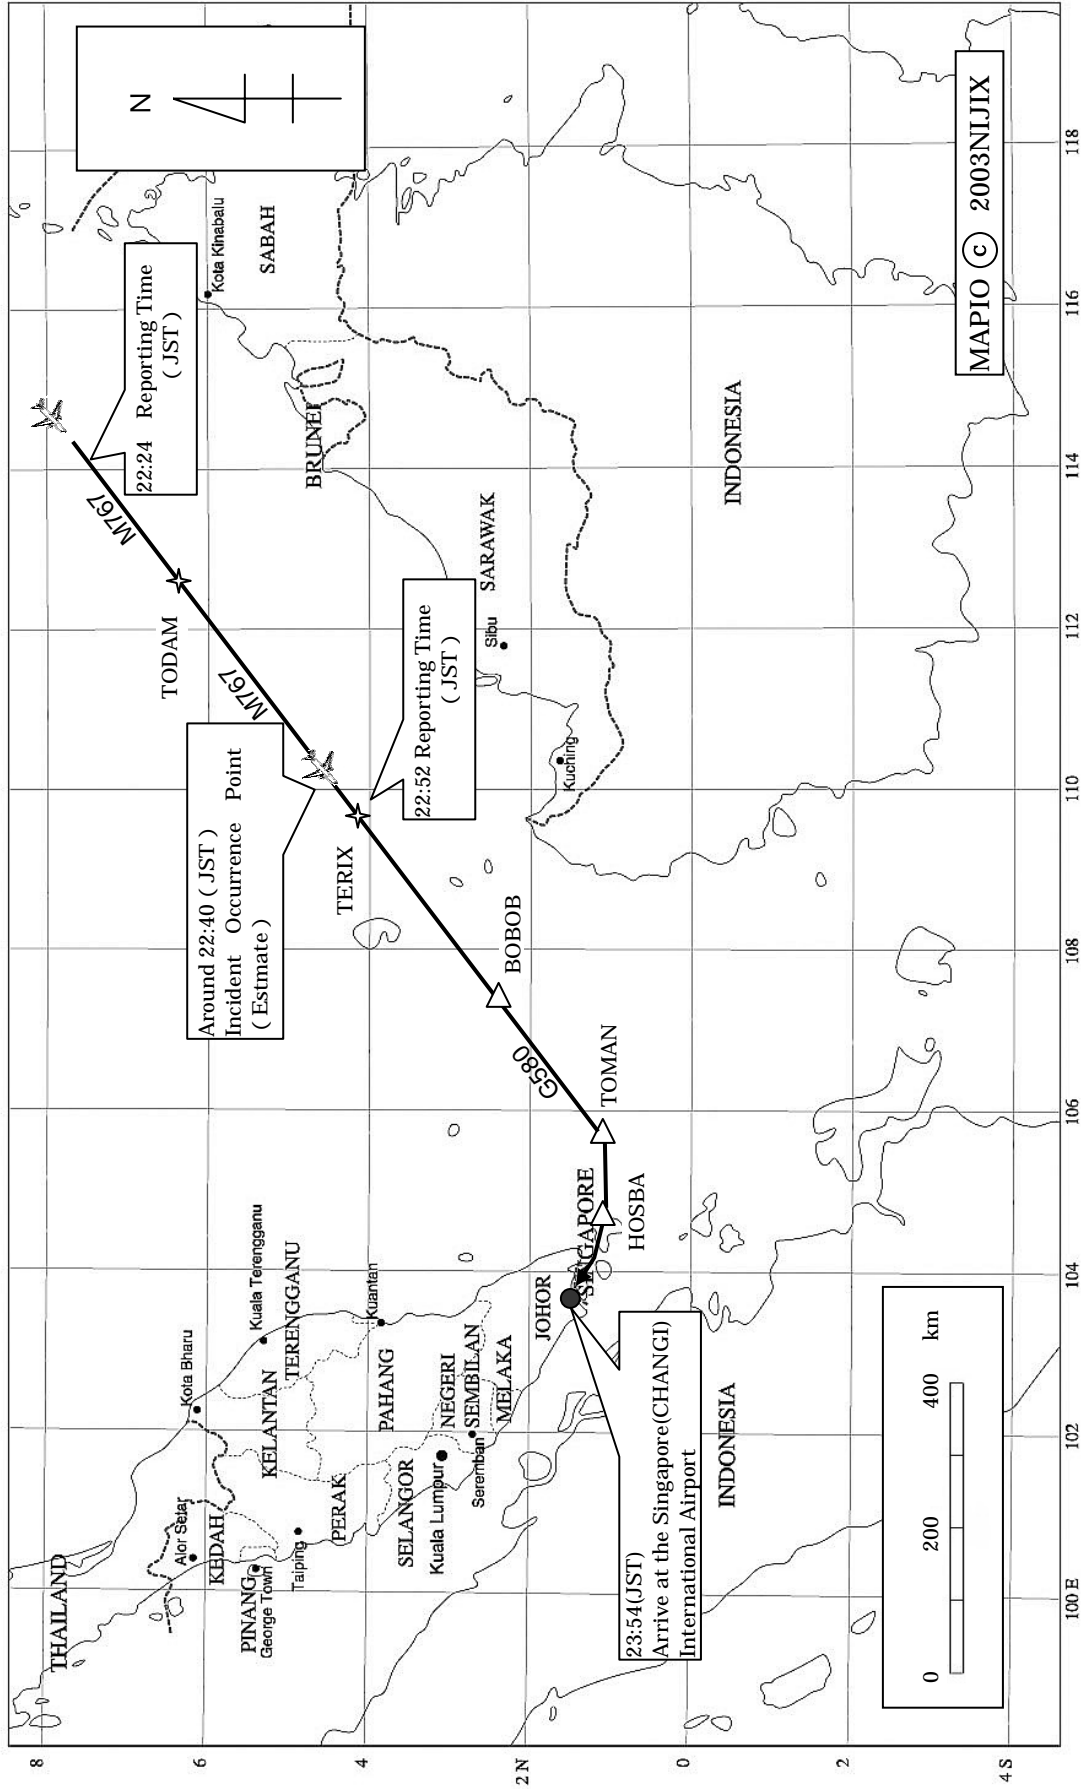 N
22:24 Reporting Time
( JST )
Kota Kinabalu
SABAH
M767
TODAM
M767
BRUNEI
SARAWAK
Sibu
Kuching
INDONESIA
22:52 Reporting Time
( JST )
Around 22:40 ( JST )
Incident Occurrence Point
( Estmate )
TERIX
BOBOB
G580
TOMAN
HOSBA
SINGAPORE
JOHOR
THAILAND
Kota Bharu
Kuala Terengganu
TERENGGANU
KELANTAN
Kuantan
PAHANG
Alor Setar
KEDAH
PINANG
George Town
Taiping
PERAK
SELANGOR
Kuala Lumpur
NEGERI
SEMBILAN
Seremban
MELAKA
23:54(JST)
Arrive at the Singapore(CHANGI)
International Airport
INDONESIA
0 200 400 km
MAPIO c 2003NIJIX
8
6
4
2 N
0
2
4 S
100 E
102
104
106
108
110
112
114
116
118